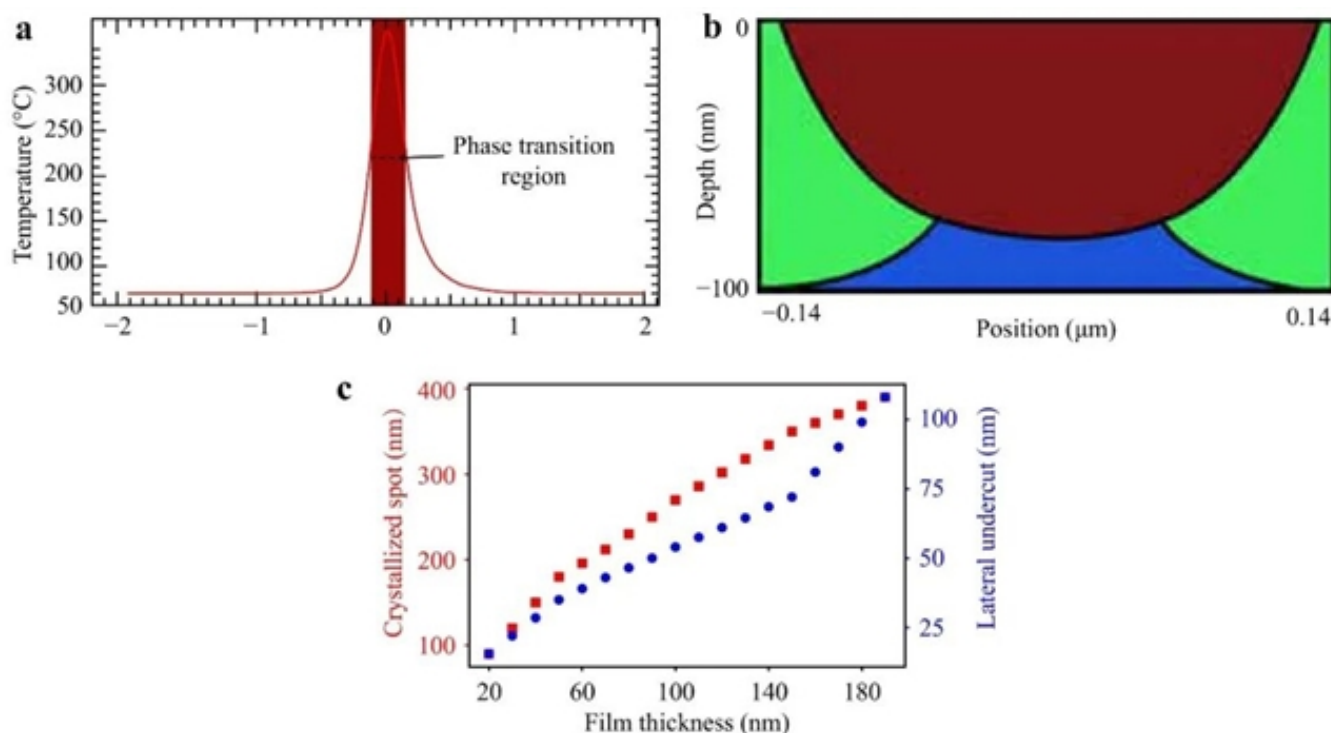 a
Temperature (°C)
300
250
200
150
100
50
−2
−1
0
1
2
Phase transition
region
b
Depth (nm)
0
−100
−0.14
0.14
Position (μm)
c
Crystallized spot (nm)
400
300
200
100
20
60
100
140
180
Film thickness (nm)
100
75
50
25
Lateral undercut (nm)